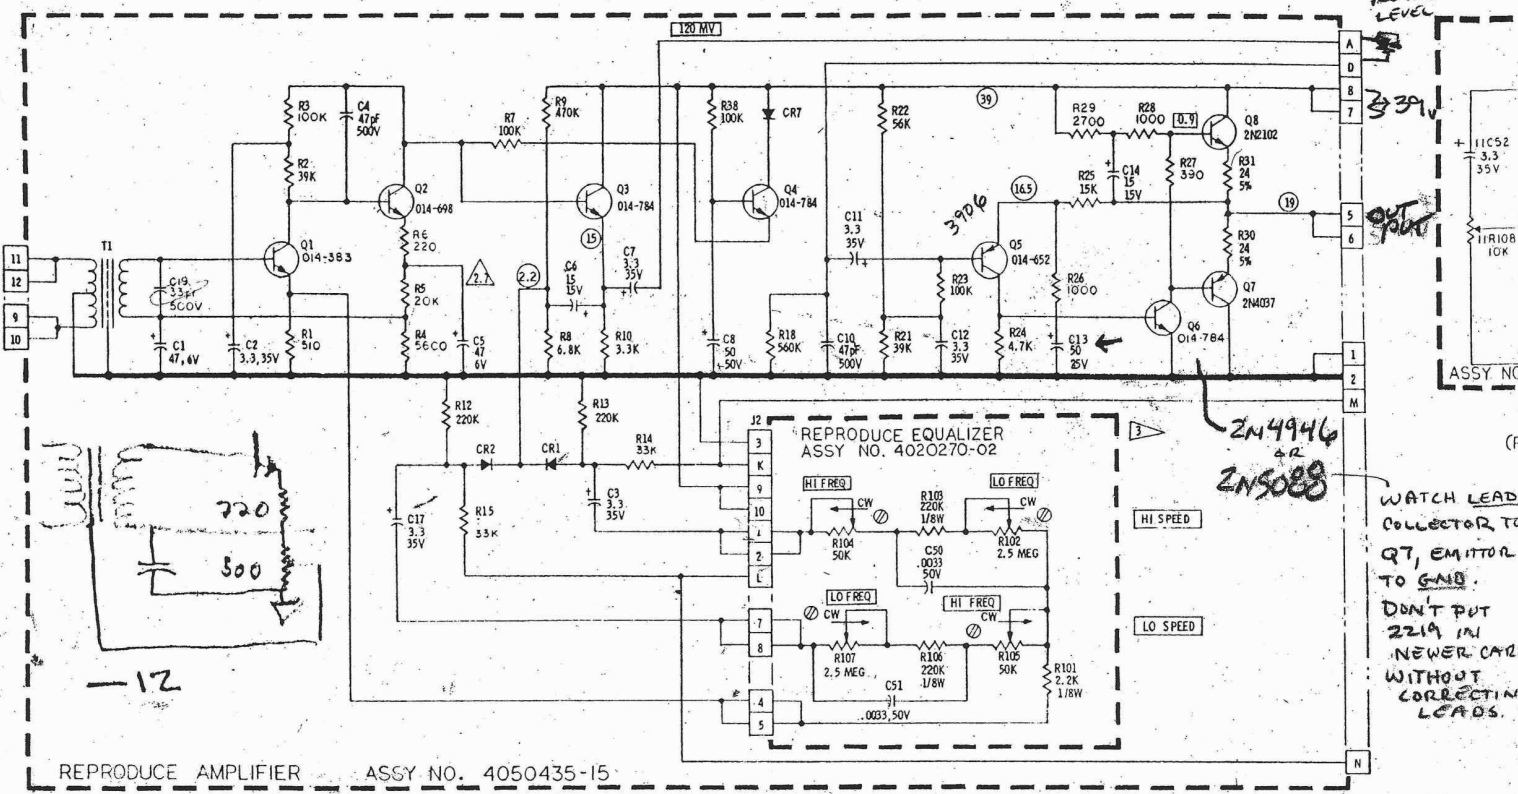 LEVEL
120 MV
A
D
8
7
39v
R3
100K
C4
47pF
500V
R2
39K
Q2
014-698
R7
100K
R9
470K
Q3
014-784
R38
100K
CR7
Q4
014-784
R22
56K
39
R29
2700
R28
1000
0.9
Q8
2N2102
R27
390
R31
24
5%
C14
15
15V
R25
15K
16.5
3906
19
5
6
OUT
PUT
11C52
3.3
35V
11R108
10K
R6
220
Q1
014-383
T1
11
12
9
10
C19
33pF
500V
R5
20K
2.7
2.2
15
C6
15
15V
C7
3.3
35V
C11
3.3
35V
Q5
014-652
R23
100K
R26
1000
R30
24
5%
Q7
2N4037
Q6
014-784
C1
47,6V
C2
3.3,35V
R1
510
R4
5600
C5
47
6V
R8
6.8K
R10
3.3K
C8
50
50V
R18
560K
C10
47pF
500V
R21
39K
C12
3.3
35V
R24
4.7K
C13
50
25V
1
2
M
ASSY NO
R12
220K
R13
220K
CR2
CR1
R14
33K
J2
3
K
9
10
1
2
L
7
8
4
5
REPRODUCE EQUALIZER
ASSY NO. 4020270-02
3
2N4946
OR
2N5088
HI FREQ
CW
R104
50K
R103
220K
1/8W
LO FREQ
CW
R102
2.5 MEG
C50
.0033
50V
HI SPEED
C17
3.3
35V
R15
33K
C3
3.3
35V
220
500
LO FREQ
CW
R107
2.5 MEG
R106
220K
1/8W
HI FREQ
CW
R105
50K
C51
.0033,50V
R101
2.2K
1/8W
LO SPEED
WATCH LEAD
COLLECTOR TO
Q7, EMITTOR
TO GND.
DON'T PUT
2219 IN
NEWER CAR
WITHOUT
CORRECTIN
LEADS.
-12
N
REPRODUCE AMPLIFIER ASSY NO. 4050435-15